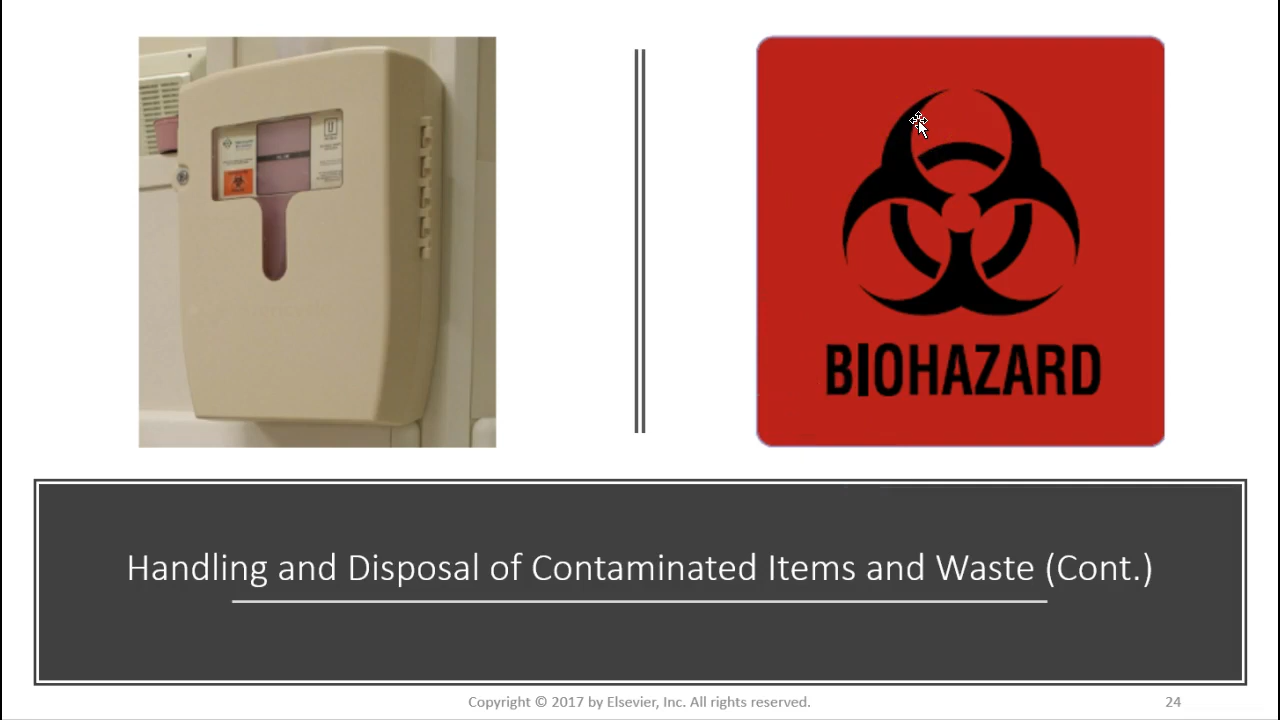 BIOHAZARD
Handling and Disposal of Contaminated Items and Waste (Cont.)
Copyright © 2017 by Elsevier, Inc. All rights reserved.
24